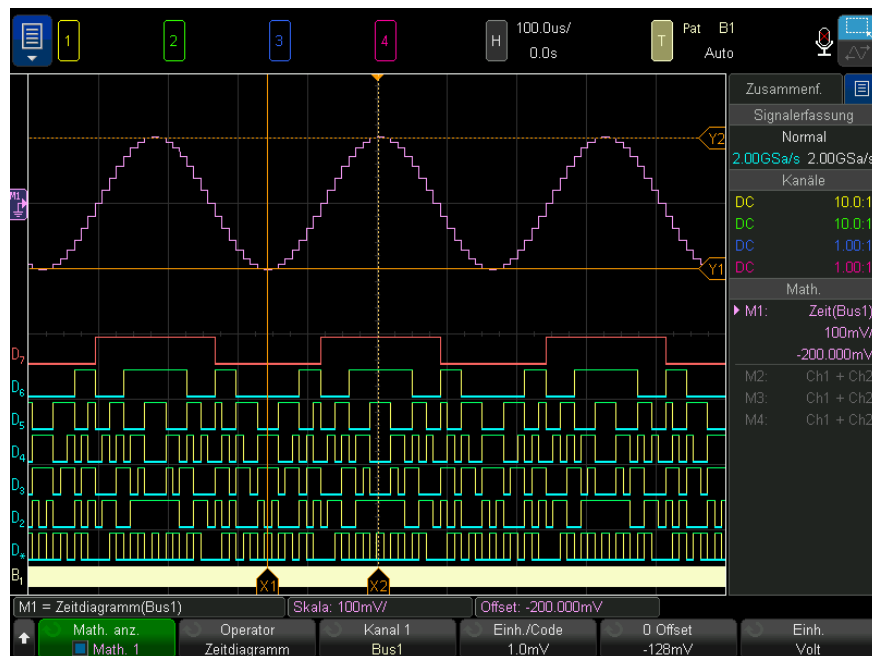 1 2 3 4 H 100.0us/ 0.0s T Pat B1 Auto
Zusammenf.
Signalerfassung
Normal
2.00GSa/s 2.00GSa/s
Kanäle
DC 10.0:1
DC 10.0:1
DC 1.00:1
DC 1.00:1
Math.
M1: Zeit(Bus1)
100mV/
-200.000mV
M2: Ch1 + Ch2
M3: Ch1 + Ch2
M4: Ch1 + Ch2
Y2
M1
Y1
D7
D6
D5
D4
D3
D2
D*
B1
X1 X2
M1 = Zeitdiagramm(Bus1) Skala: 100mV/ Offset: -200.000mV
Math. anz. Operator Kanal 1 Einh./Code 0 Offset Einh.
Math. 1 Zeitdiagramm Bus1 1.0mV -128mV Volt